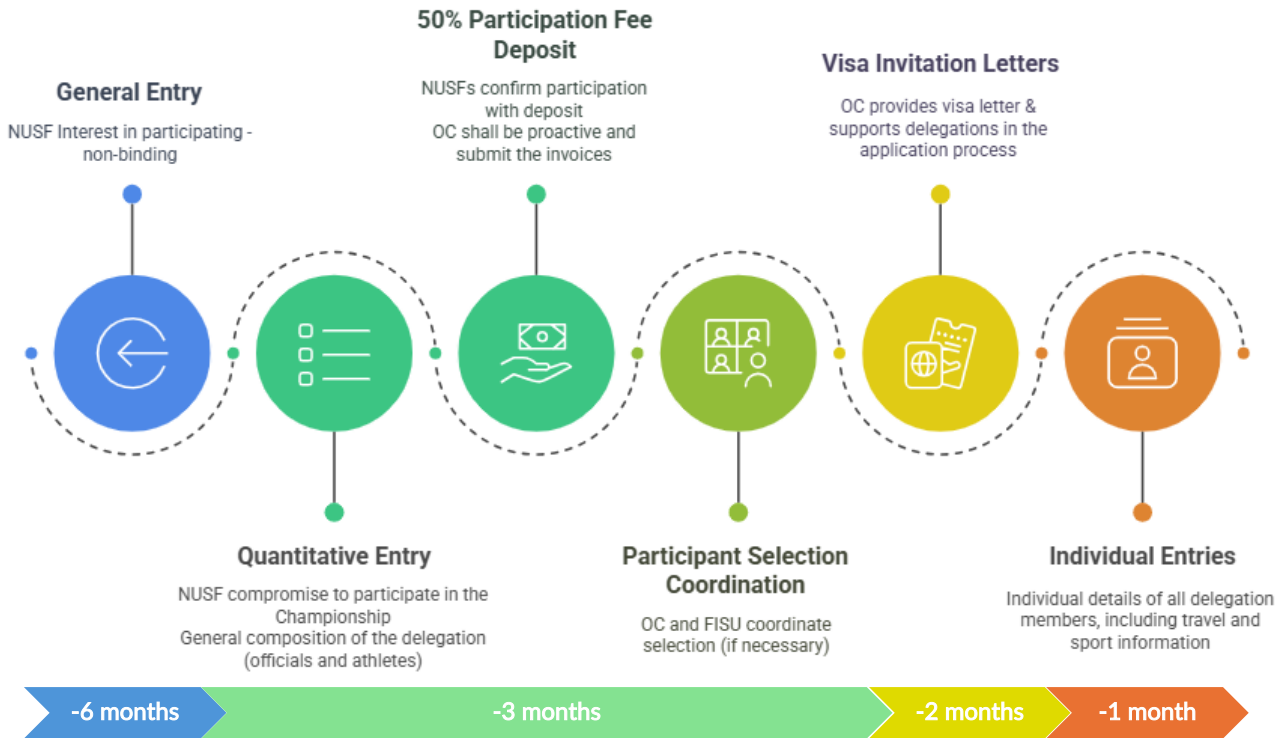 General Entry
NUSF Interest in participating -
non-binding
Quantitative Entry
NUSF compromise to participate in the
Championship
General composition of the delegation
(officials and athletes)
50% Participation Fee
Deposit
NUSFs confirm participation
with deposit
OC shall be proactive and
submit the invoices
Participant Selection
Coordination
OC and FISU coordinate
selection (if necessary)
Visa Invitation Letters
OC provides visa letter &
supports delegations in the
application process
Individual Entries
Individual details of all delegation
members, including travel and
sport information
-6 months
-3 months
-2 months
-1 month